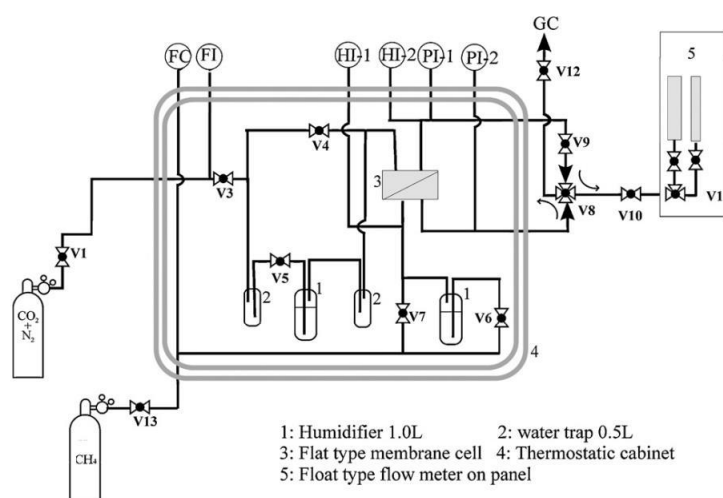 GC
FC FI HI-1 HI-2 PI-1 PI-2
5
V12
V4
V9
3
V3
V8 V10 V1
V1
V5
2 1 2 1
V7 V6
CO₂
+
N₂
4
V13
CH₄
1: Humidifier 1.0L 2: water trap 0.5L
3: Flat type membrane cell 4: Thermostatic cabinet
5: Float type flow meter on panel